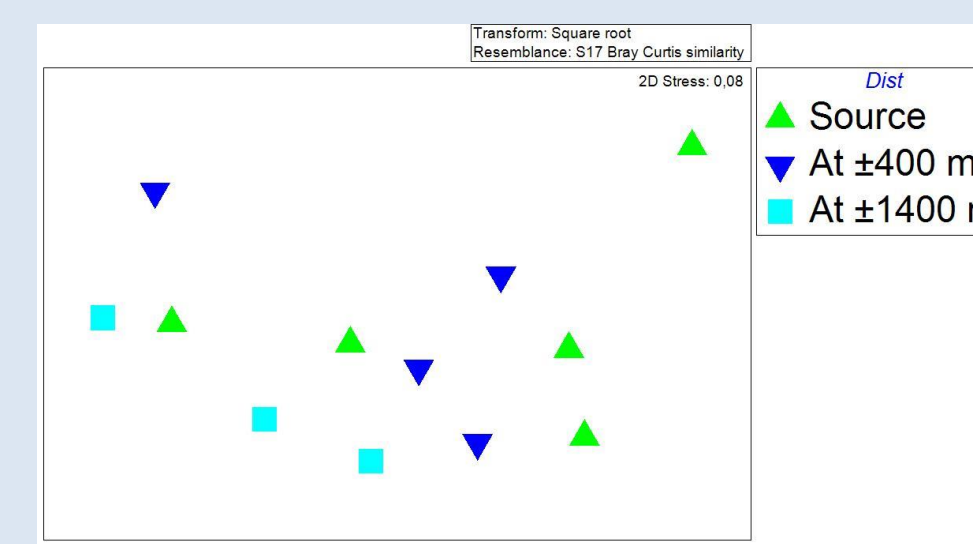 Transform: Square root
Resemblance: S17 Bray Curtis similarity
2D Stress: 0,08
Dist
Source
At ±400 m
At ±1400